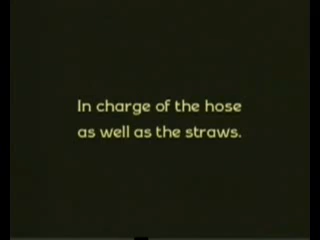 In charge of the hose
as well as the straws.